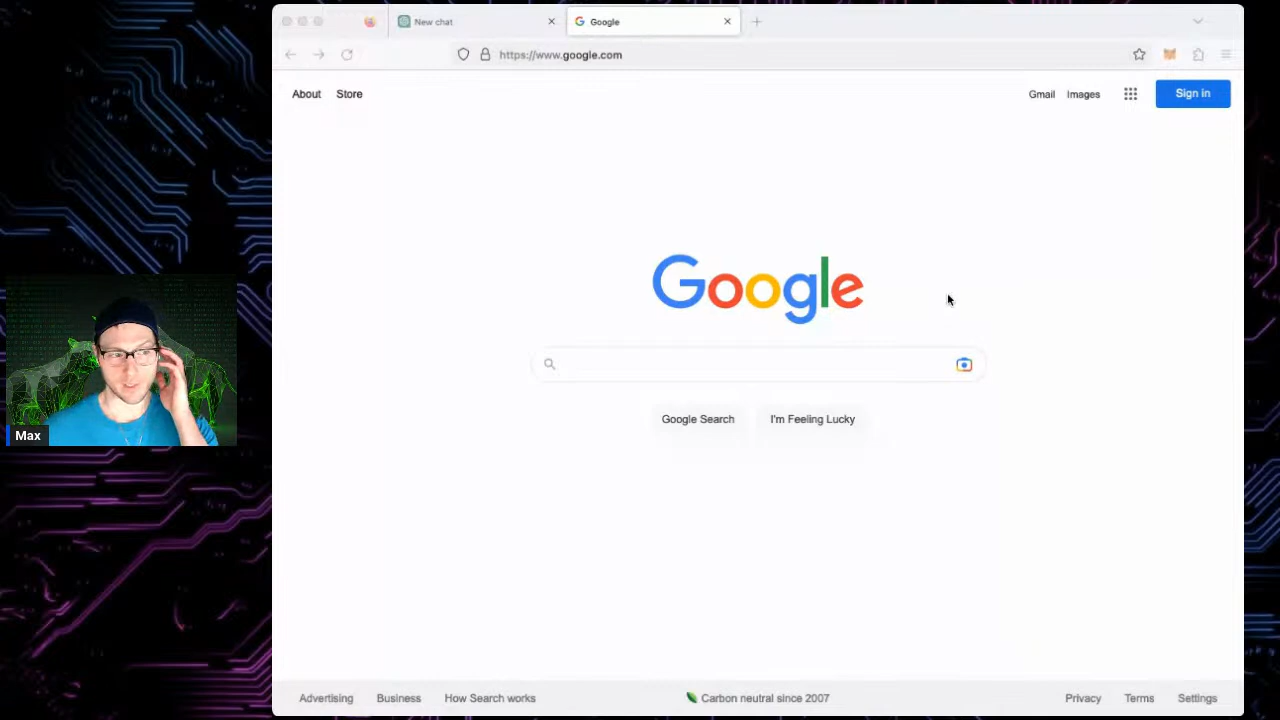 New chat
Google
https://www.google.com
About
Store
Gmail
Images
Sign in
Google
Google Search
I'm Feeling Lucky
Max
Advertising
Business
How Search works
Carbon neutral since 2007
Privacy
Terms
Settings